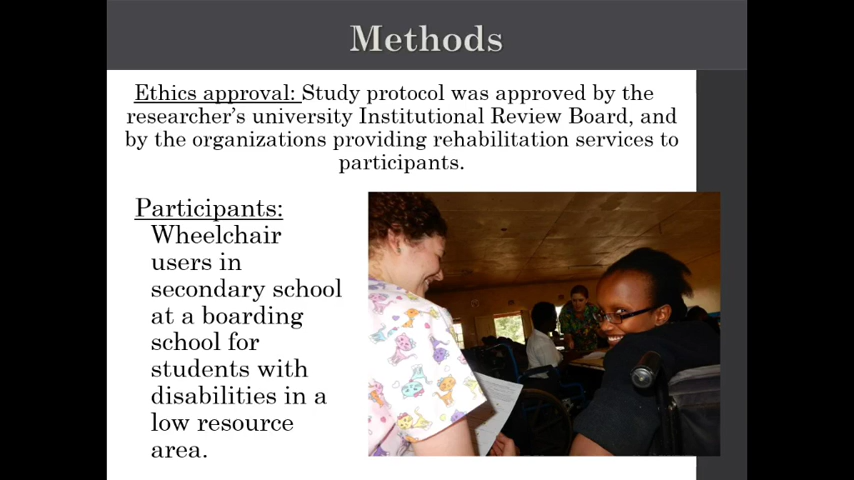 Methods
Ethics approval: Study protocol was approved by the
researcher's university Institutional Review Board, and
by the organizations providing rehabilitation services to
participants.
Participants:
Wheelchair
users in
secondary school
at a boarding
school for
students with
disabilities in a
low resource
area.